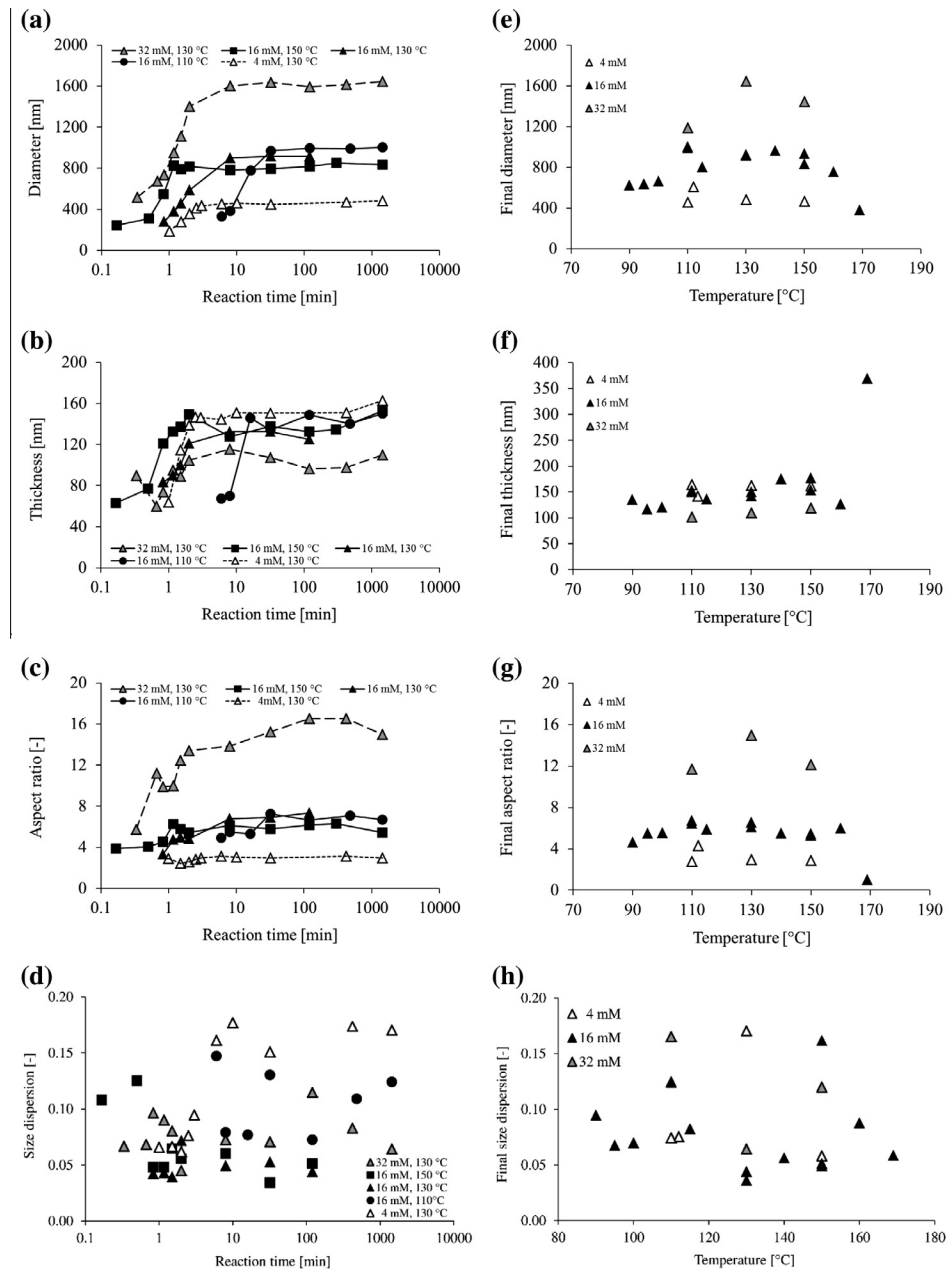 (a)
2000
1600
1200
800
400
0
Diameter [nm]
32 mM, 130 °C
16 mM, 150 °C
16 mM, 130 °C
16 mM, 110 °C
4 mM, 130 °C
0.1 1 10 100 1000 10000
Reaction time [min]
(e)
2000
1600
1200
800
400
0
Final diameter [nm]
4 mM
16 mM
32 mM
70 90 110 130 150 170 190
Temperature [°C]
(b)
200
160
120
80
40
0
Thickness [nm]
32 mM, 130 °C
16 mM, 150 °C
16 mM, 130 °C
16 mM, 110 °C
4 mM, 130 °C
0.1 1 10 100 1000 10000
Reaction time [min]
(f)
400
350
300
250
200
150
100
50
0
Final thickness [nm]
4 mM
16 mM
32 mM
70 90 110 130 150 170 190
Temperature [°C]
(c)
20
16
12
8
4
0
Aspect ratio [-]
32 mM, 130 °C
16 mM, 150 °C
16 mM, 130 °C
16 mM, 110 °C
4mM, 130 °C
0.1 1 10 100 1000 10000
Reaction time [min]
(g)
20
16
12
8
4
0
Final aspect ratio [-]
4 mM
16 mM
32 mM
70 90 110 130 150 170 190
Temperature [°C]
(d)
0.20
0.15
0.10
0.05
0.00
Size dispersion [-]
32 mM, 130 °C
16 mM, 150 °C
16 mM, 130 °C
16 mM, 110°C
4 mM, 130 °C
0.1 1 10 100 1000 10000
Reaction time [min]
(h)
0.20
0.15
0.10
0.05
0.00
Final size dispersion [-]
4 mM
16 mM
32 mM
80 100 120 140 160 180
Temperature [°C]